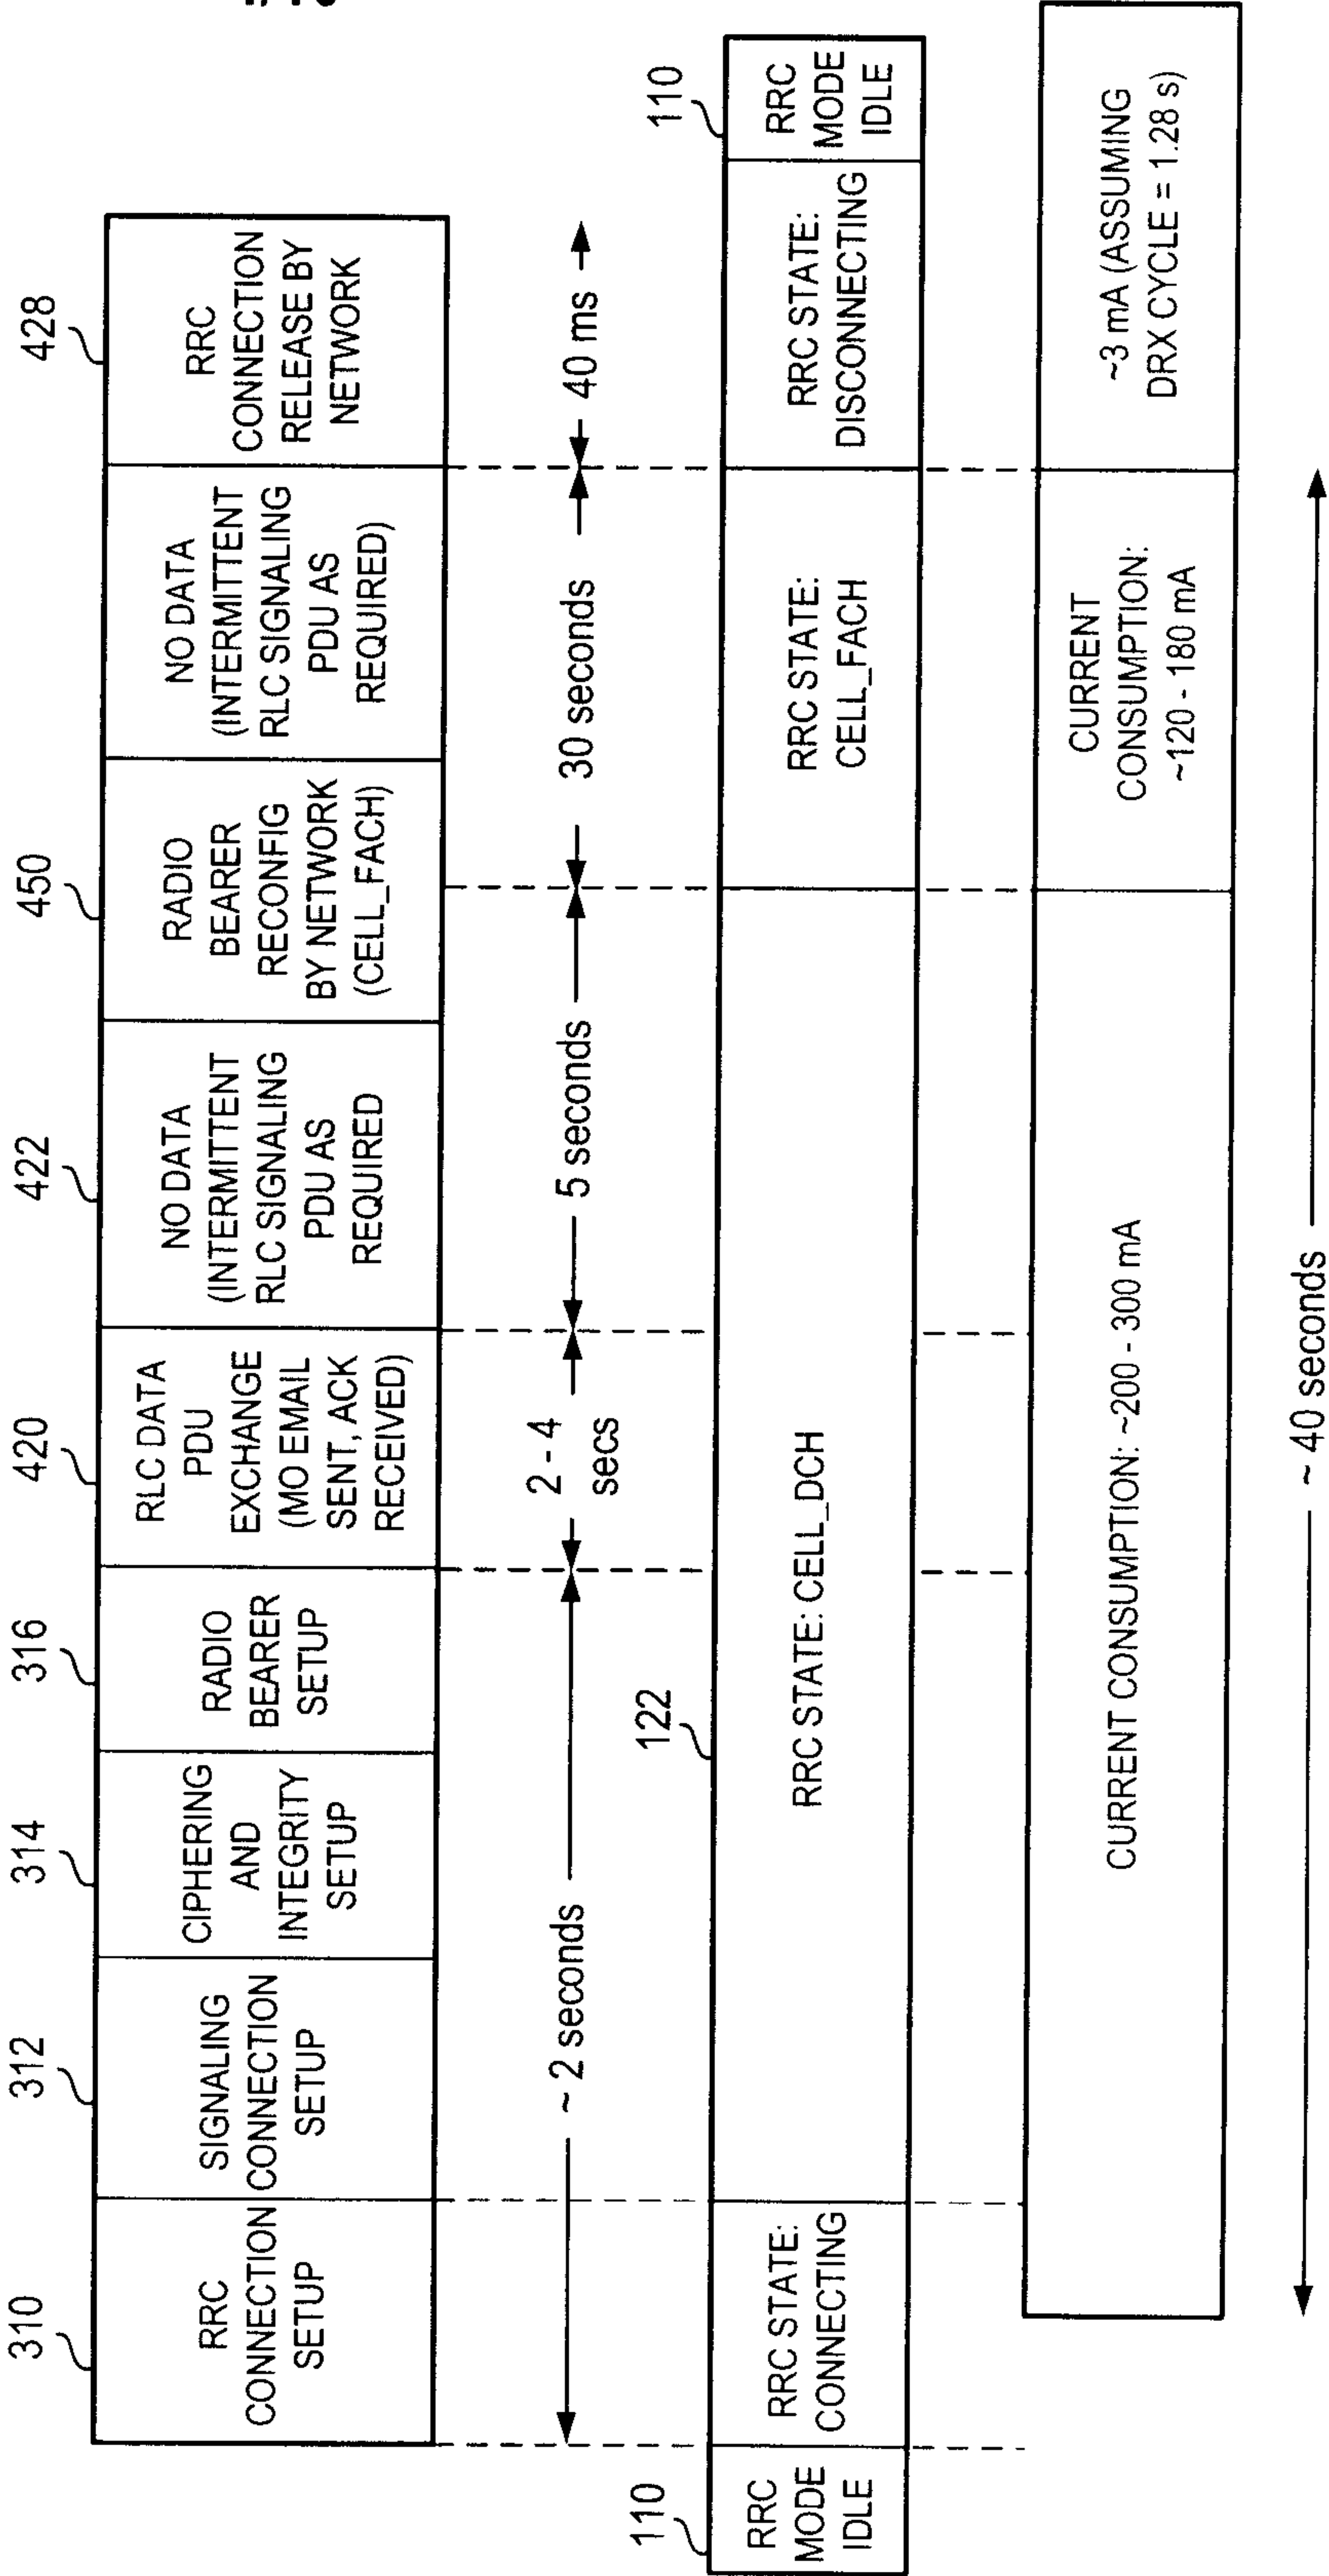 310
RRC
CONNECTION
SETUP
312
SIGNALING
CONNECTION
SETUP
314
CIPHERING
AND
INTEGRITY
SETUP
316
RADIO
BEARER
SETUP
420
RLC DATA
PDU
EXCHANGE
(MO EMAIL
SENT, ACK
RECEIVED)
422
NO DATA
(INTERMITTENT
RLC SIGNALING
PDU AS
REQUIRED
450
RADIO
BEARER
RECONFIG
BY NETWORK
(CELL_FACH)
NO DATA
(INTERMITTENT
RLC SIGNALING
PDU AS
REQUIRED)
428
RRC
CONNECTION
RELEASE BY
NETWORK
~ 2 seconds
2 - 4
secs
5 seconds
30 seconds
40 ms
110
RRC
MODE
IDLE
RRC STATE:
CONNECTING
122
RRC STATE: CELL_DCH
RRC STATE:
CELL_FACH
RRC STATE:
DISCONNECTING
110
RRC
MODE
IDLE
CURRENT CONSUMPTION: ~200 - 300 mA
CURRENT
CONSUMPTION:
~120 - 180 mA
~3 mA (ASSUMING
DRX CYCLE = 1.28 s)
~ 40 seconds